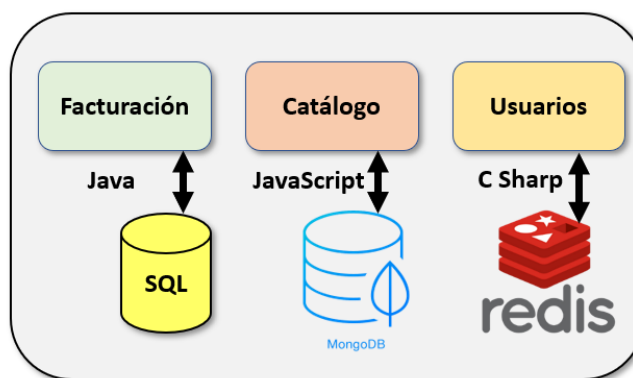 Facturación
Catálogo
Usuarios
Java
JavaScript
C Sharp
SQL
MongoDB
redis